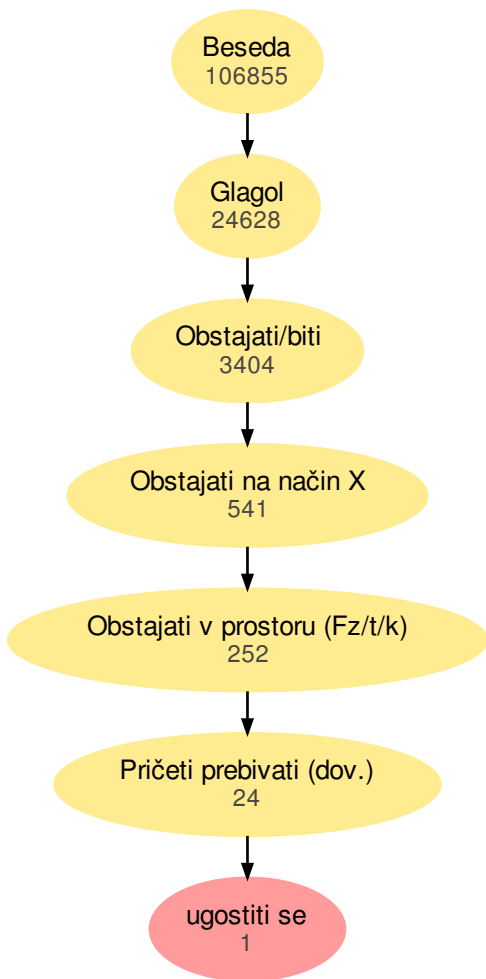 Beseda
106855
Glagol
24628
Obstajati/biti
3404
Obstajati na način X
541
Obstajati v prostoru (Fz/t/k)
252
Pričeti prebivati (dov.)
24
ugostiti se
1